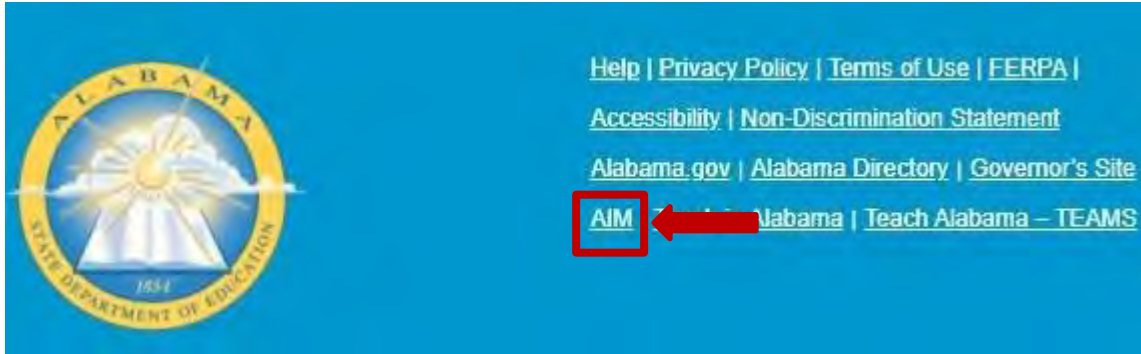 ALABAMA
STATE DEPARTMENT OF EDUCATION
1854
Help | Privacy Policy | Terms of Use | FERPA |
Accessibility | Non-Discrimination Statement
Alabama.gov | Alabama Directory | Governor's Site
AIM Alabama | Teach Alabama – TEAMS